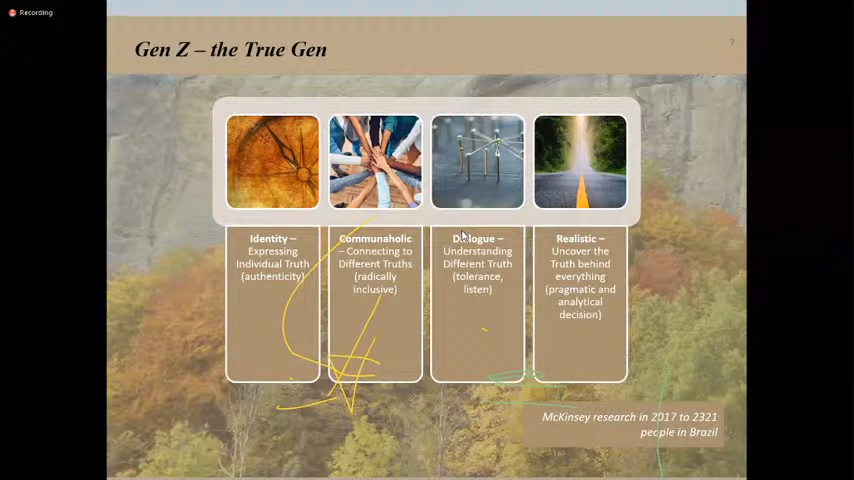 Recording
Gen Z – the True Gen
7
Identity –
Expressing
Individual Truth
(authenticity)
Communaholic
– Connecting to
Different Truths
(radically
inclusive)
Dialogue –
Understanding
Different Truth
(tolerance,
listen)
Realistic –
Uncover the
Truth behind
everything
(pragmatic and
analytical
decision)
McKinsey research in 2017 to 2321
people in Brazil